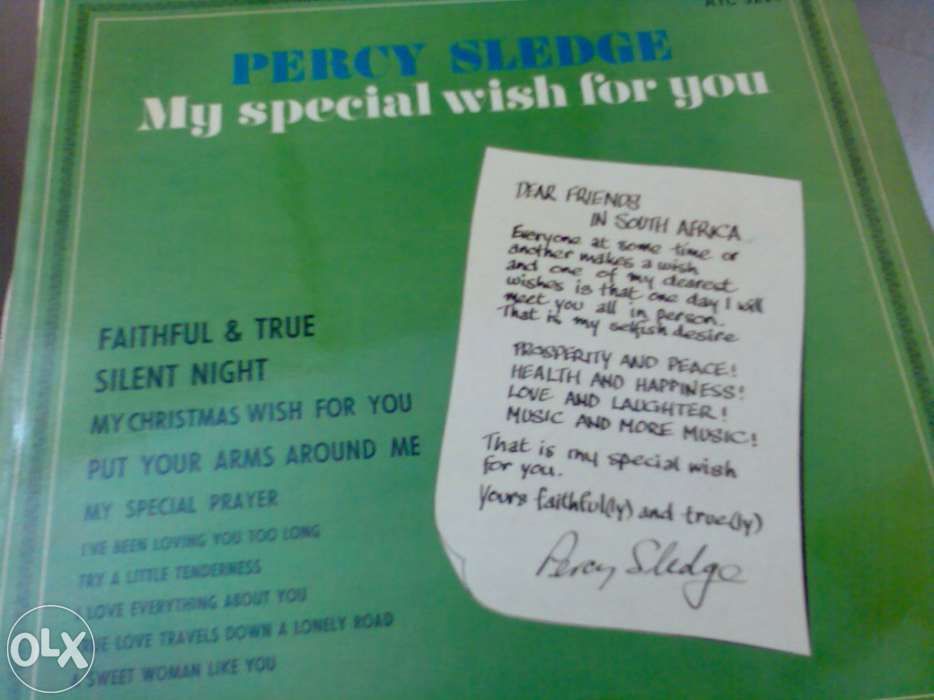 PERCY SLEDGE
My special wish for you
DEAR FRIENDS
IN SOUTH AFRICA
Everyone at some time or
another makes a wish
and one of my dearest
wishes is that one day I will
meet you all in person.
That is my selfish desire
PROSPERITY AND PEACE!
HEALTH AND HAPPINESS!
LOVE AND LAUGHTER!
MUSIC AND MORE MUSIC!
That is my special wish
for you.
Yours faithful(ly) and true(ly)
Percy Sledge
FAITHFUL & TRUE
SILENT NIGHT
MY CHRISTMAS WISH FOR YOU
PUT YOUR ARMS AROUND ME
MY SPECIAL PRAYER
I'VE BEEN LOVING YOU TOO LONG
TRY A LITTLE TENDERNESS
I LOVE EVERYTHING ABOUT YOU
TRUE LOVE TRAVELS DOWN A LONELY ROAD
A SWEET WOMAN LIKE YOU
OLX